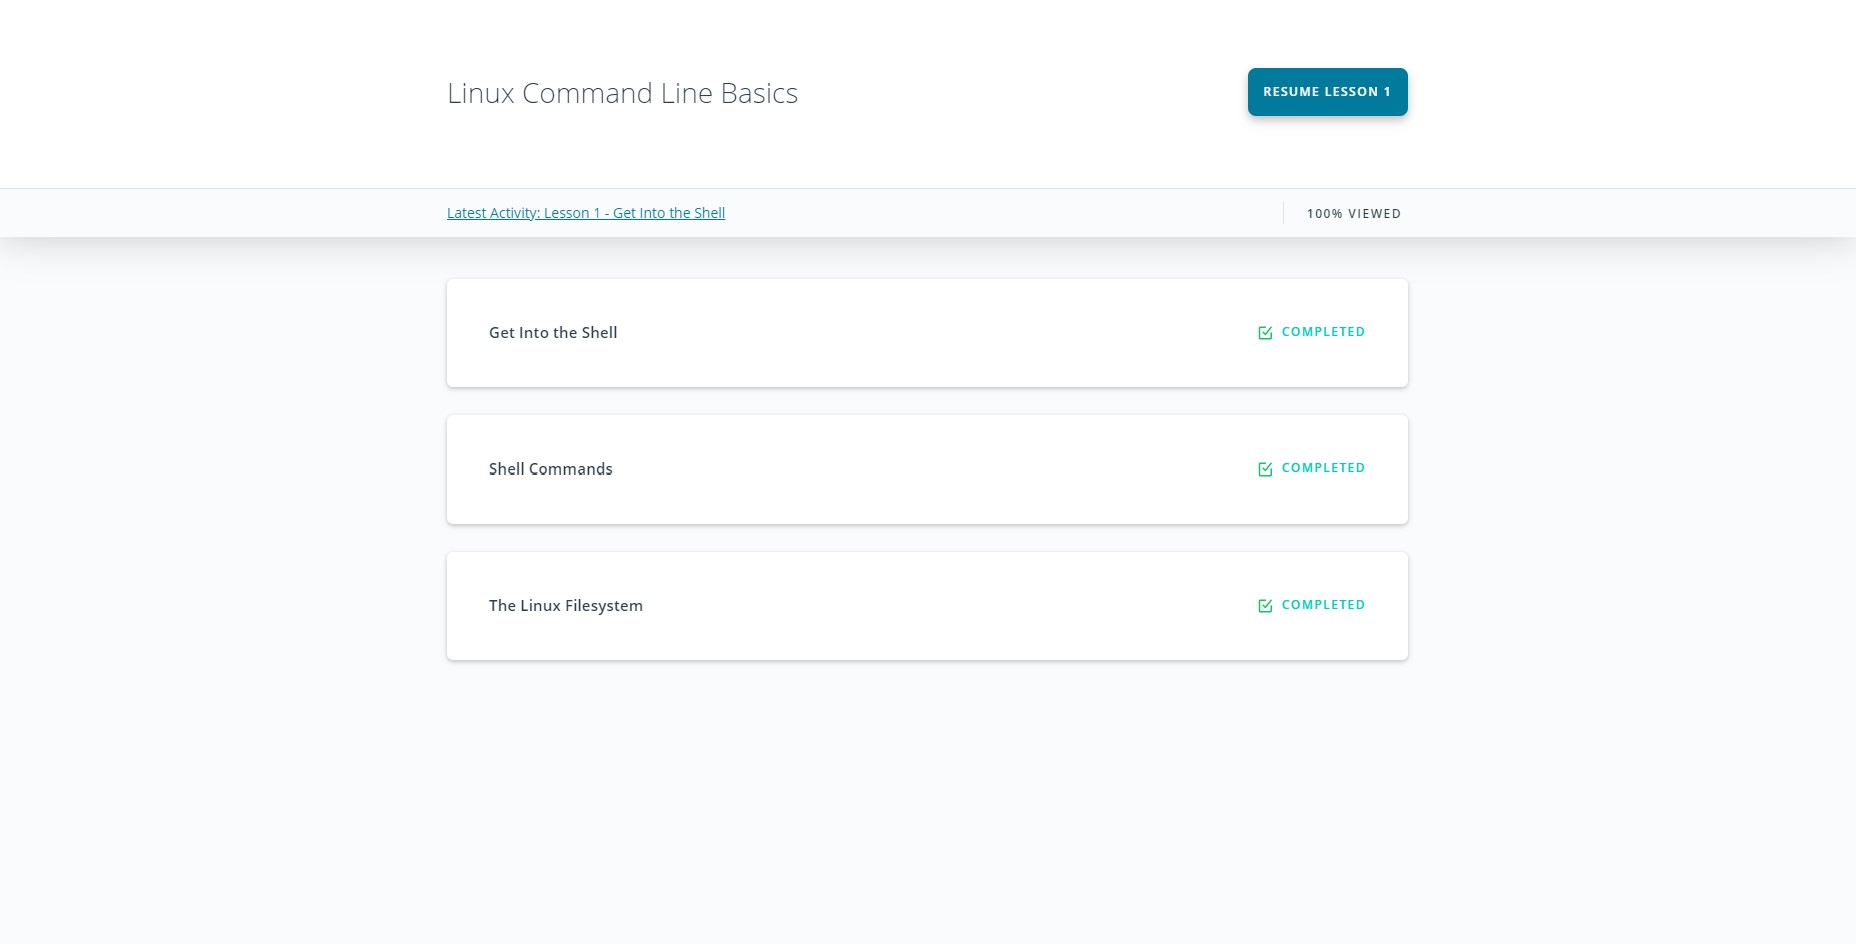 Linux Command Line Basics
RESUME LESSON 1
Latest Activity: Lesson 1 - Get Into the Shell
100% VIEWED
Get Into the Shell
COMPLETED
Shell Commands
COMPLETED
The Linux Filesystem
COMPLETED